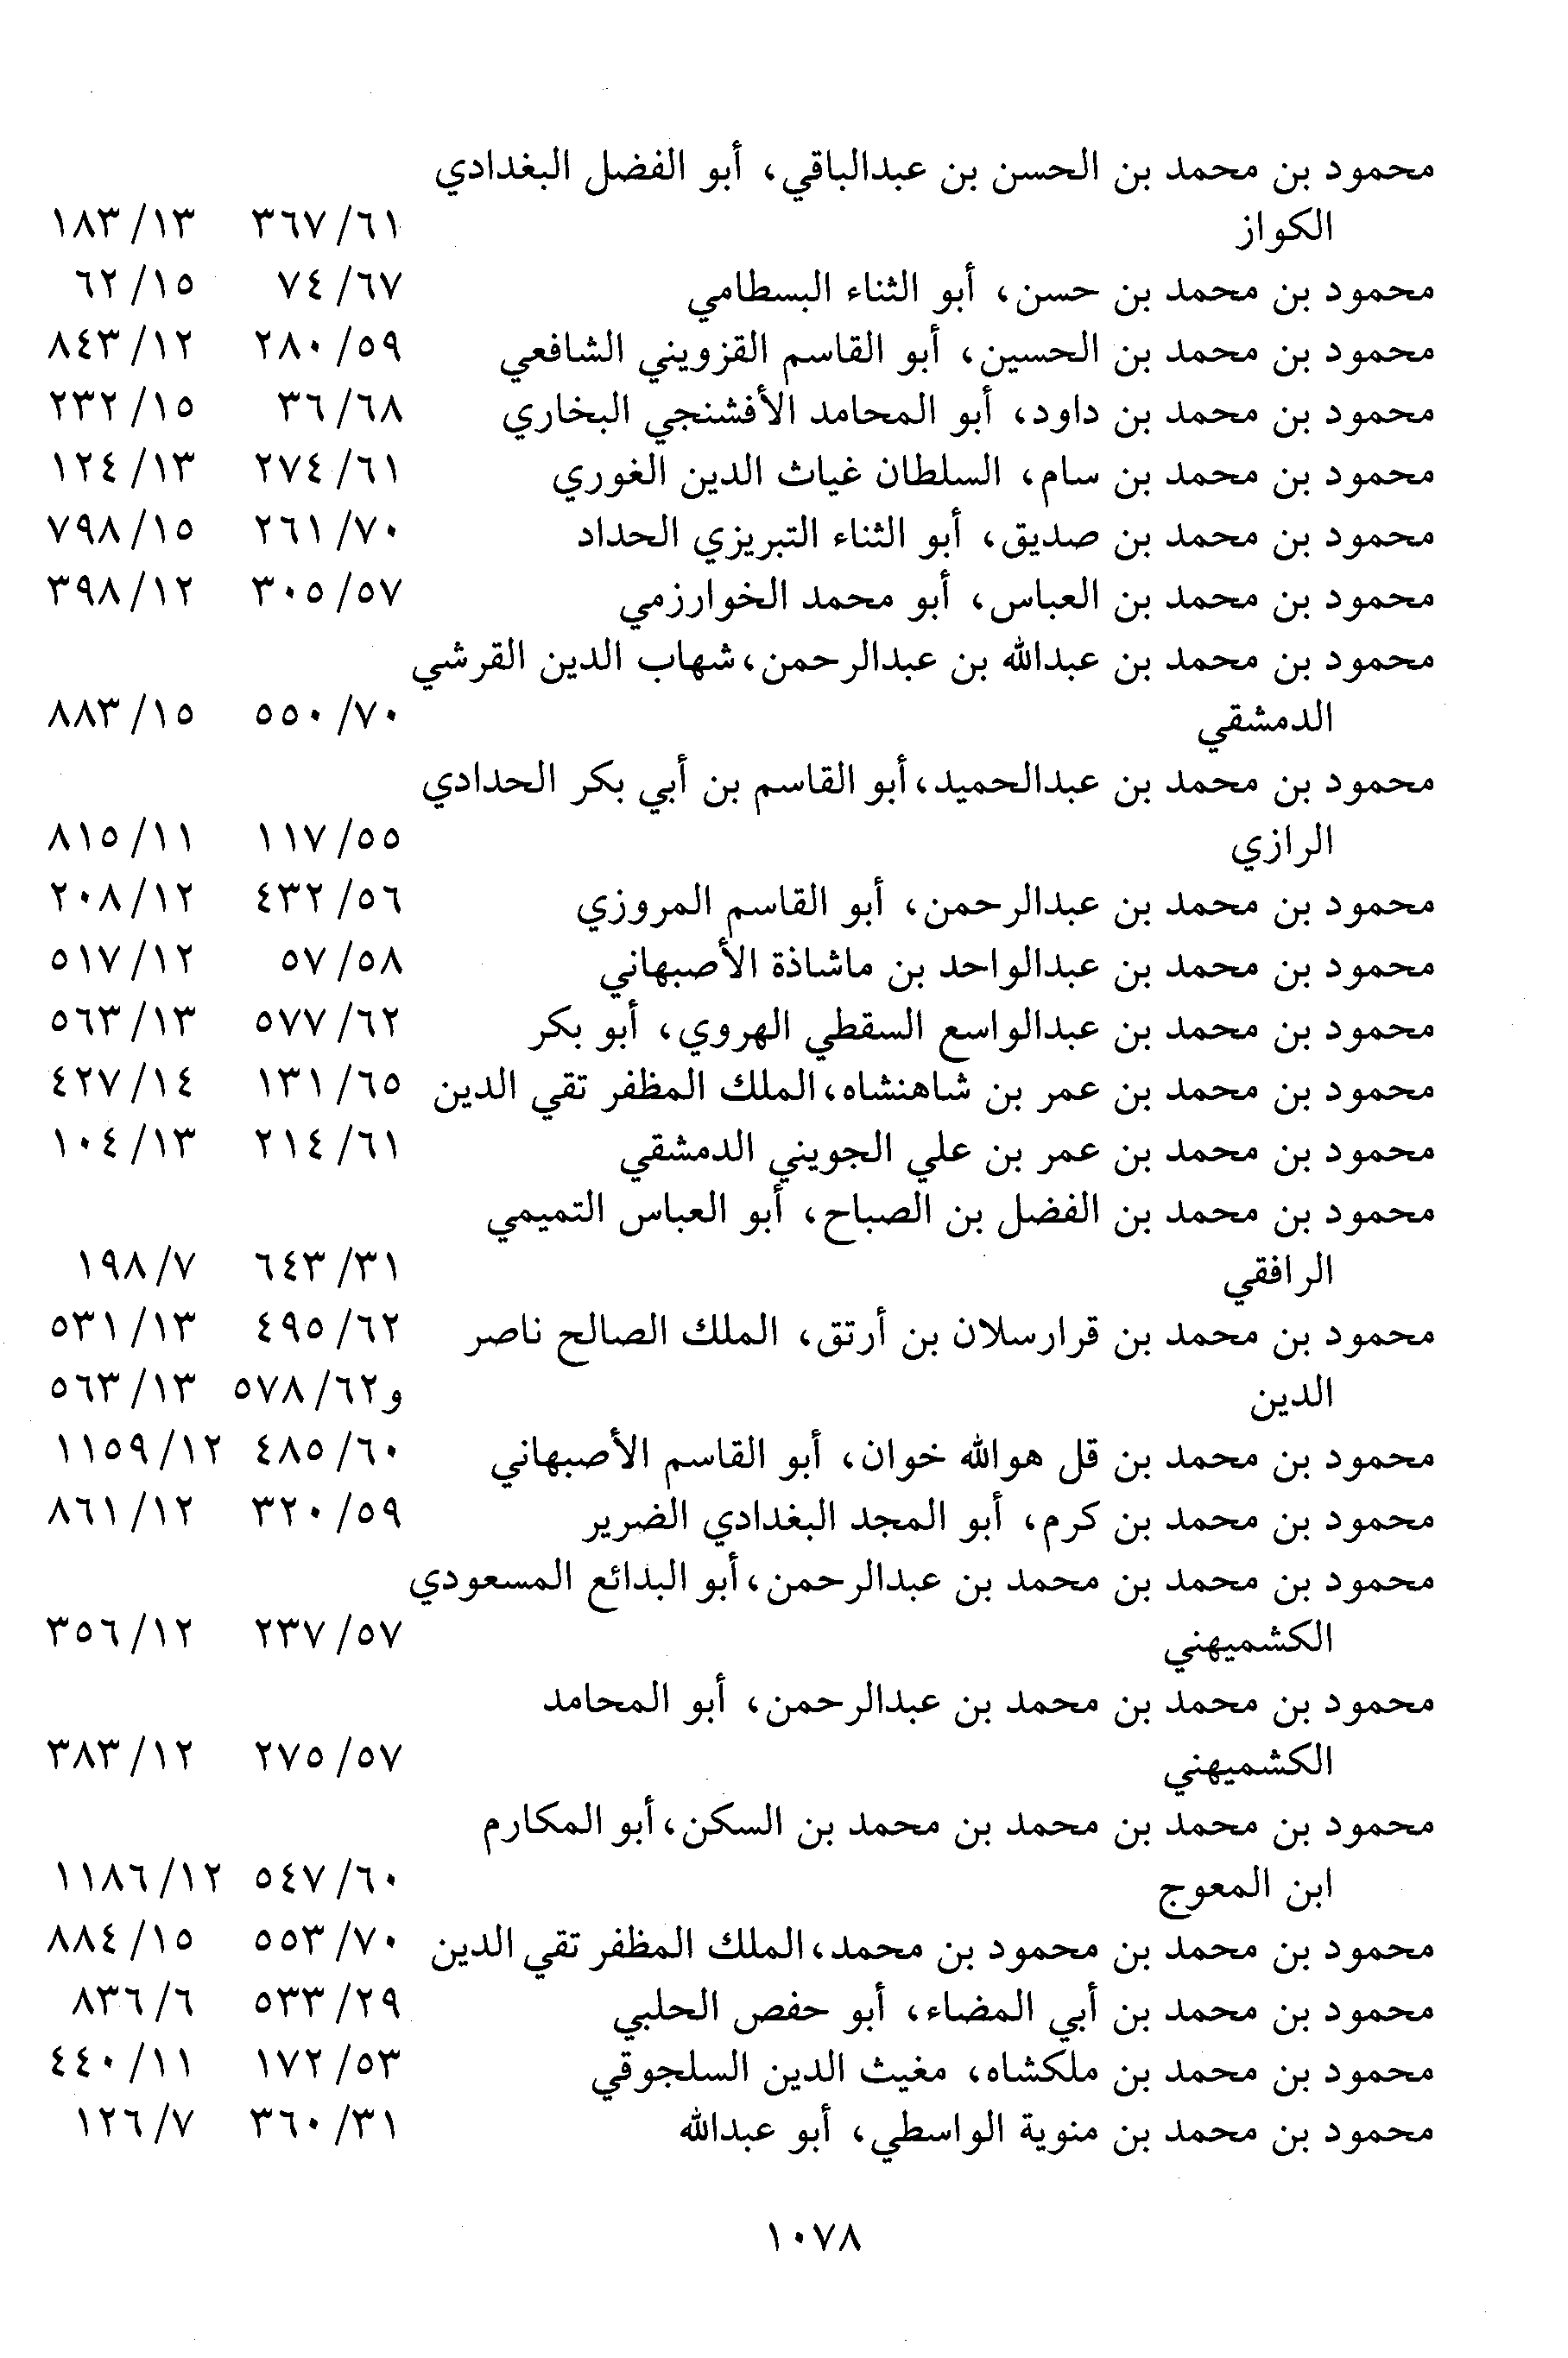 محمود بن محمد بن الحسن بن عبدالباقي، أبو الفضل البغدادي
الكواز ٦١/ ٣٦٧ ١٣/ ١٨٣
محمود بن محمد بن حسن، أبو الثناء البسطامي ٦٧/ ٧٤ ١٥/ ٦٢
محمود بن محمد بن الحسين، أبو القاسم القزويني الشافعي ٥٩/ ٢٨٠ ١٢/ ٨٤٣
محمود بن محمد بن داود، أبو المحامد الأفشنجي البخاري ٦٨/ ٣٦ ١٥/ ٢٣٢
محمود بن محمد بن سام، السلطان غياث الدين الغوري ٦١/ ٢٧٤ ١٣/ ١٢٤
محمود بن محمد بن صديق، أبو الثناء التبريزي الحداد ٧٠/ ٢٦١ ١٥/ ٧٩٨
محمود بن محمد بن العباس، أبو محمد الخوارزمي ٥٧/ ٣٠٥ ١٢/ ٣٩٨
محمود بن محمد بن عبدالله بن عبدالرحمن، شهاب الدين القرشي
الدمشقي ٧٠/ ٥٥٠ ١٥/ ٨٨٣
محمود بن محمد بن عبدالحميد، أبو القاسم بن أبي بكر الحدادي
الرازي ٥٥/ ١١٧ ١١/ ٨١٥
محمود بن محمد بن عبدالرحمن، أبو القاسم المروزي ٥٦/ ٤٣٢ ١٢/ ٢٠٨
محمود بن محمد بن عبدالواحد بن ماشاذة الأصبهاني ٥٨/ ٥٧ ١٢/ ٥١٧
محمود بن محمد بن عبدالواسع السقطي الهروي، أبو بكر ٦٢/ ٥٧٧ ١٣/ ٥٦٣
محمود بن محمد بن عمر بن شاهنشاه، الملك المظفر تقي الدين ٦٥/ ١٣١ ١٤/ ٤٢٧
محمود بن محمد بن عمر بن علي الجويني الدمشقي ٦١/ ٢١٤ ١٣/ ١٠٤
محمود بن محمد بن الفضل بن الصباح، أبو العباس التميمي
الرافقي ٣١/ ٦٤٣ ٧/ ١٩٨
محمود بن محمد بن قرارسلان بن أرتق، الملك الصالح ناصر ٦٢/ ٤٩٥ ١٣/ ٥٣١
الدين و٦٢/ ٥٧٨ ١٣/ ٥٦٣
محمود بن محمد بن قل هوالله خوان، أبو القاسم الأصبهاني ٦٠/ ٤٨٥ ١٢/ ١١٥٩
محمود بن محمد بن كرم، أبو المجد البغدادي الضرير ٥٩/ ٣٢٠ ١٢/ ٨٦١
محمود بن محمد بن محمد بن عبدالرحمن، أبو البدائع المسعودي
الكشميهني ٥٧/ ٢٣٧ ١٢/ ٣٥٦
محمود بن محمد بن محمد بن عبدالرحمن، أبو المحامد
الكشميهني ٥٧/ ٢٧٥ ١٢/ ٣٨٣
محمود بن محمد بن محمد بن محمد بن السكن، أبو المكارم
ابن المعوج ٦٠/ ٥٤٧ ١٢/ ١١٨٦
محمود بن محمد بن محمود بن محمد، الملك المظفر تقي الدين ٧٠/ ٥٥٣ ١٥/ ٨٨٤
محمود بن محمد بن أبي المضاء، أبو حفص الحلبي ٢٩/ ٥٣٣ ٦/ ٨٣٦
محمود بن محمد بن ملكشاه، مغيث الدين السلجوقي ٥٣/ ١٧٢ ١١/ ٤٤٠
محمود بن محمد بن منوية الواسطي، أبو عبدالله ٣١/ ٣٦٠ ٧/ ١٢٦
١٠٧٨